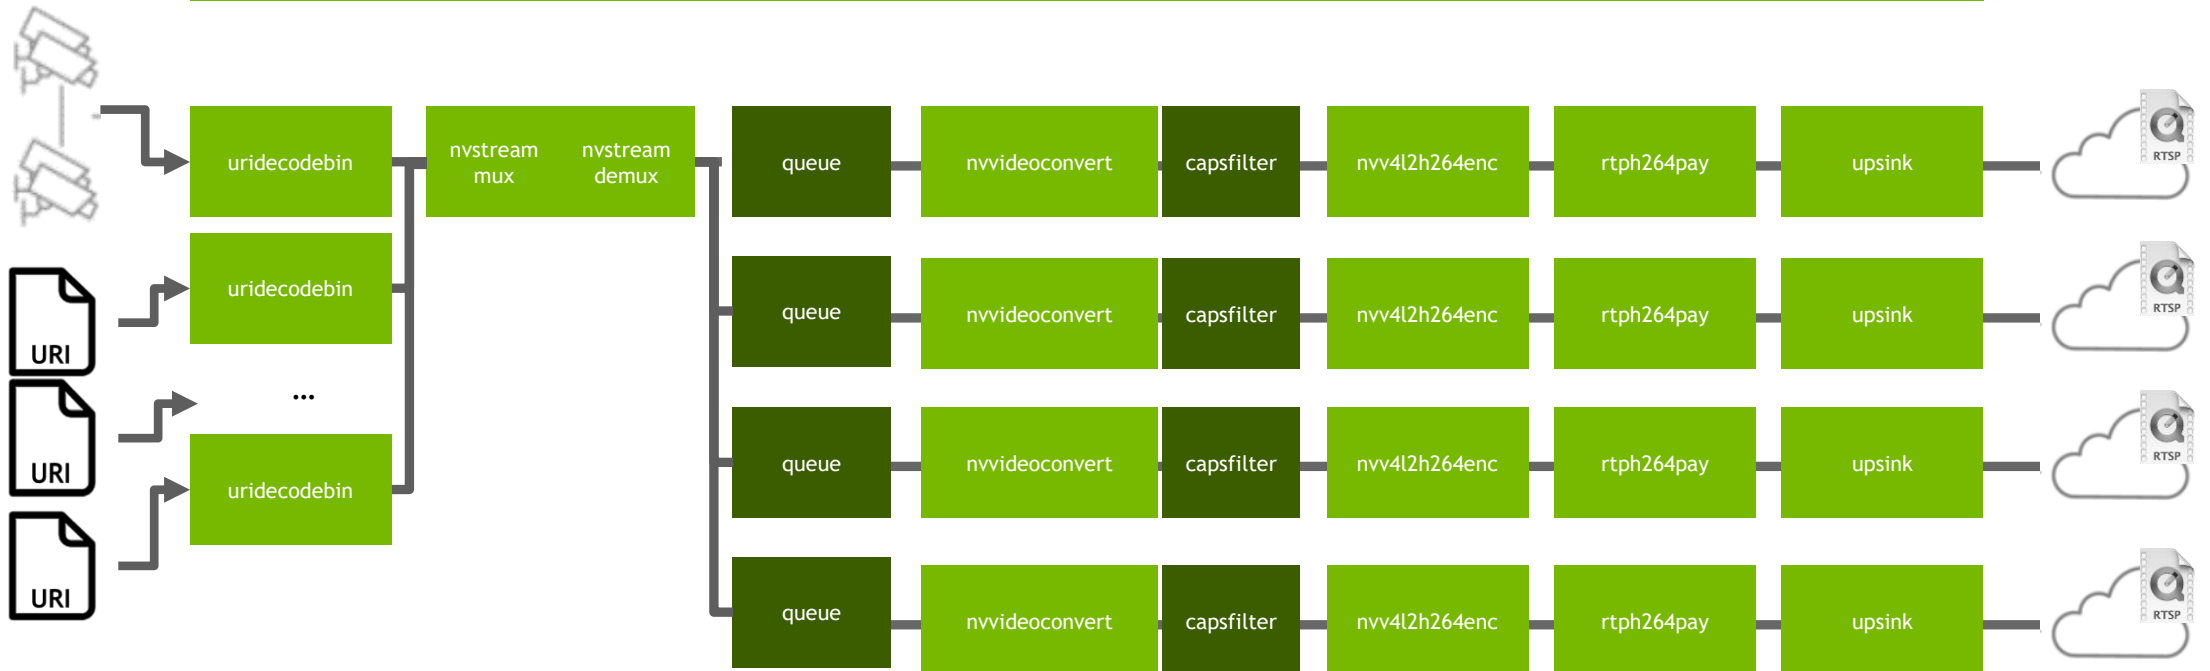 uridecodebin
nvstream
mux
nvstream
demux
queue
nvvideoconvert
capsfilter
nvv4l2h264enc
rtph264pay
upsink
RTSP
URI
uridecodebin
queue
nvvideoconvert
capsfilter
nvv4l2h264enc
rtph264pay
upsink
RTSP
URI
...
queue
nvvideoconvert
capsfilter
nvv4l2h264enc
rtph264pay
upsink
RTSP
URI
uridecodebin
queue
nvvideoconvert
capsfilter
nvv4l2h264enc
rtph264pay
upsink
RTSP